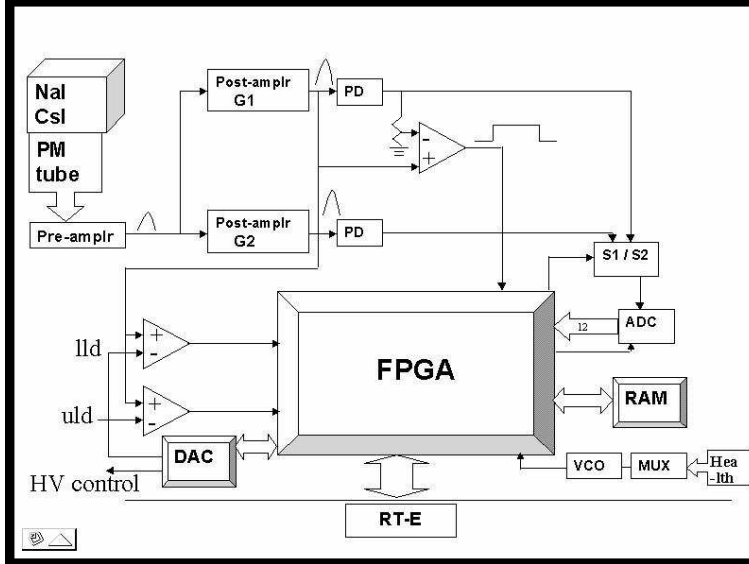 NaI
CsI
PM
tube
Pre-amplr
Post-amplr
G1
PD
-
+
Post-amplr
G2
PD
S1 / S2
ADC
12
lld
+
-
uld
+
-
FPGA
RAM
DAC
HV control
VCO
MUX
Hea
-lth
RT-E